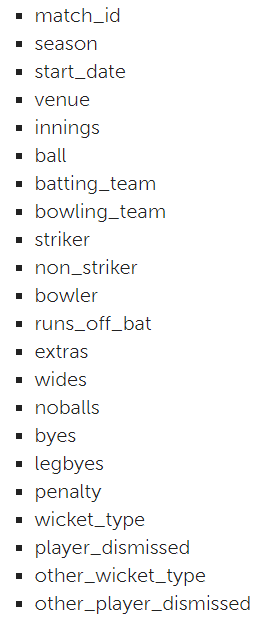 match_id
season
start_date
venue
innings
ball
batting_team
bowling_team
striker
non_striker
bowler
runs_off_bat
extras
wides
noballs
byes
legbyes
penalty
wicket_type
player_dismissed
other_wicket_type
other_player_dismissed